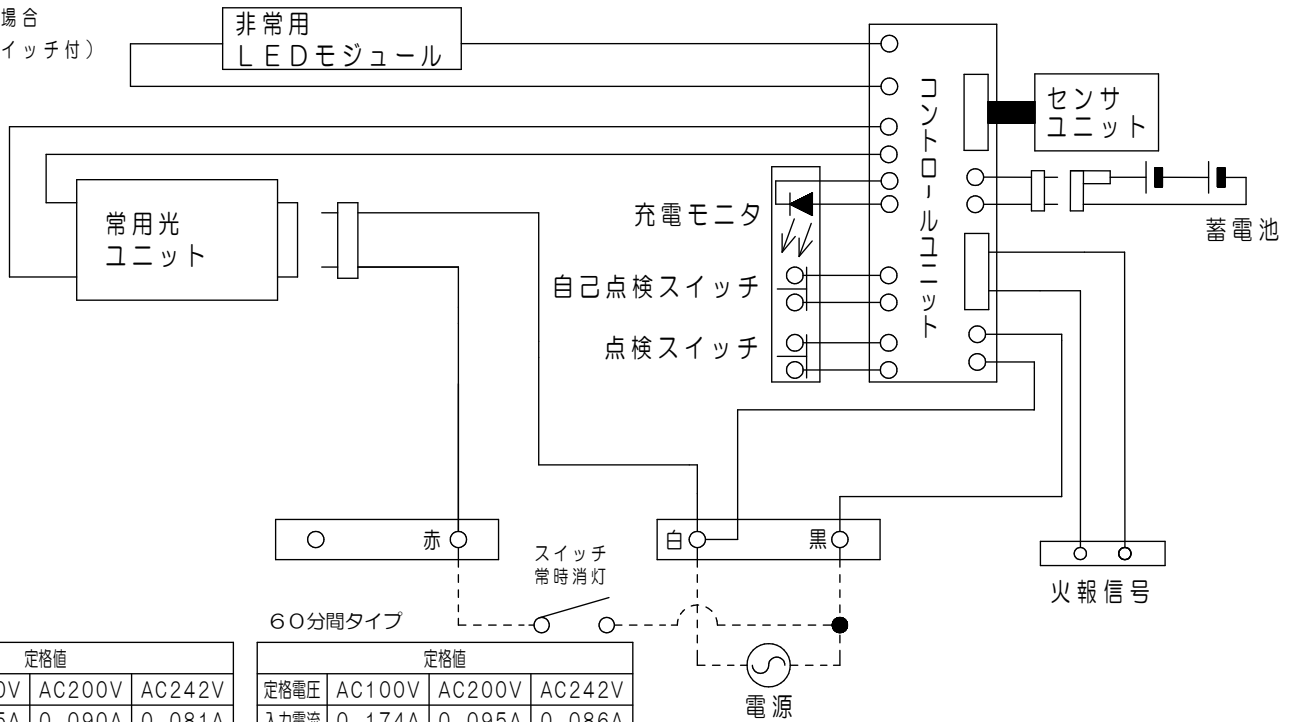 場合
イッチ付）
非常用
ＬＥＤモジュール
コントロールユニット
センサ
ユニット
蓄電池
充電モニタ
自己点検スイッチ
点検スイッチ
常用光
ユニット
赤
白
黒
スイッチ
常時消灯
火報信号
電源
定格値
AC200V AC242V
0.090A 0.081A
６０分間タイプ
定格値
定格電圧 AC100V AC200V AC242V
入力電流 0.174A 0.095A 0.086A